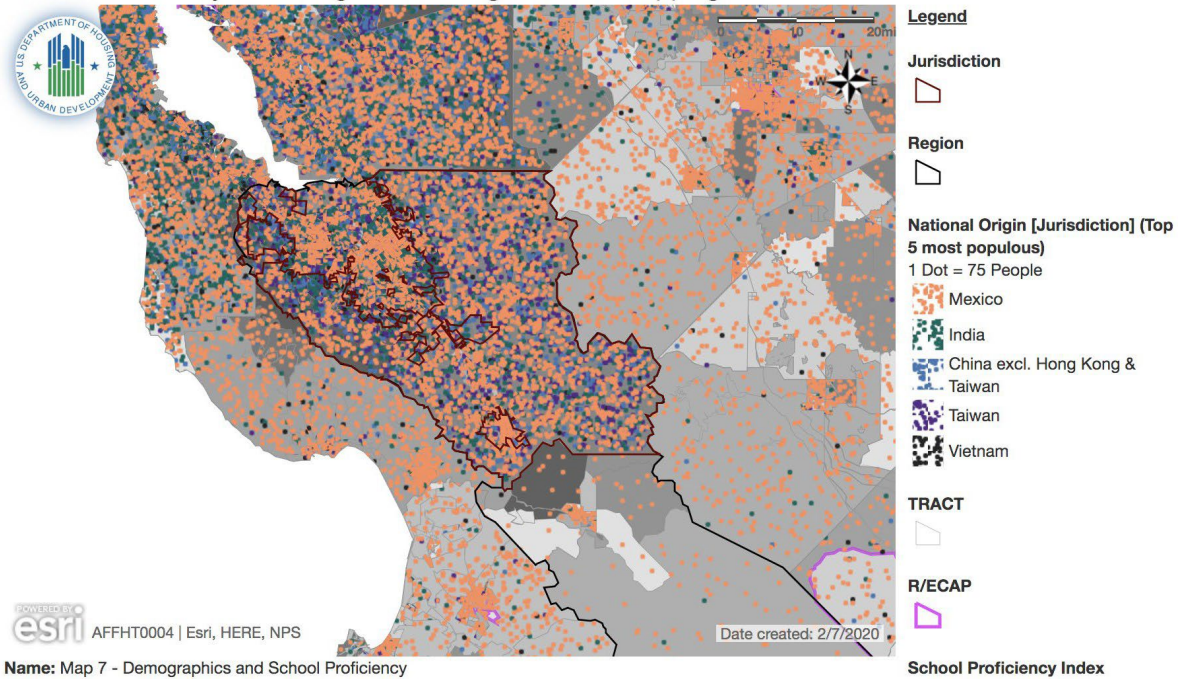 U.S. DEPARTMENT OF HOUSING
AND URBAN DEVELOPMENT
0 10 20mi
N
W E
S
POWERED BY
esri
AFFHT0004 | Esri, HERE, NPS
Date created: 2/7/2020
Name: Map 7 - Demographics and School Proficiency
Legend
Jurisdiction
Region
National Origin [Jurisdiction] (Top
5 most populous)
1 Dot = 75 People
Mexico
India
China excl. Hong Kong &
Taiwan
Taiwan
Vietnam
TRACT
R/ECAP
School Proficiency Index